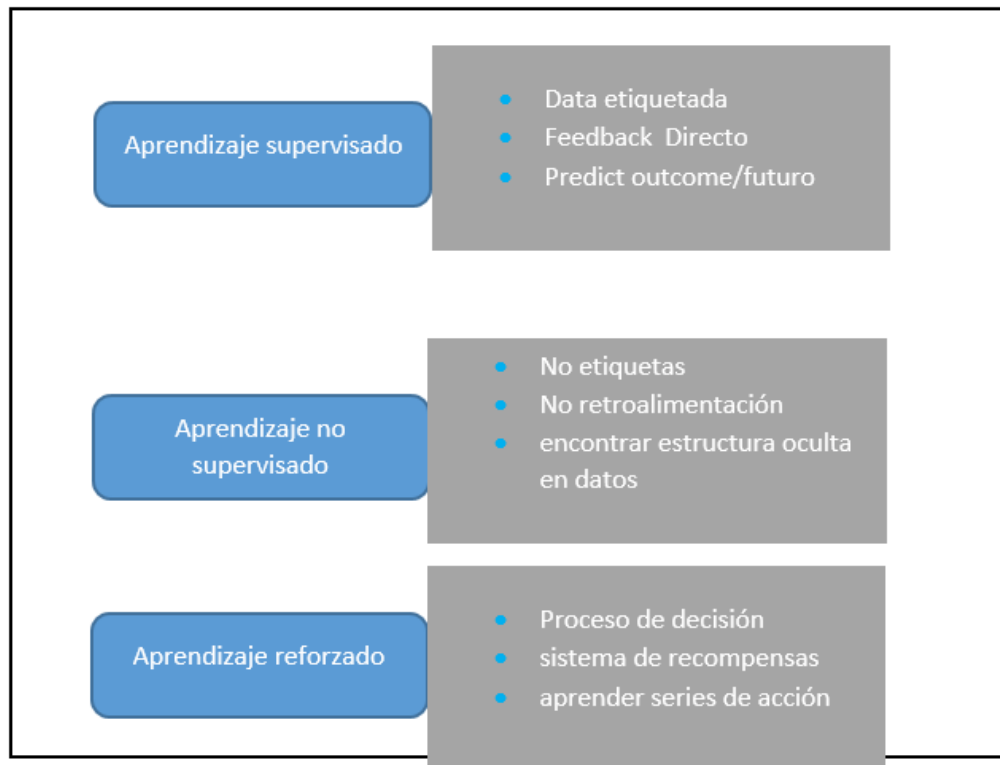 Aprendizaje supervisado
Data etiquetada
Feedback Directo
Predict outcome/futuro
Aprendizaje no
supervisado
No etiquetas
No retroalimentación
encontrar estructura oculta
en datos
Aprendizaje reforzado
Proceso de decisión
sistema de recompensas
aprender series de acción